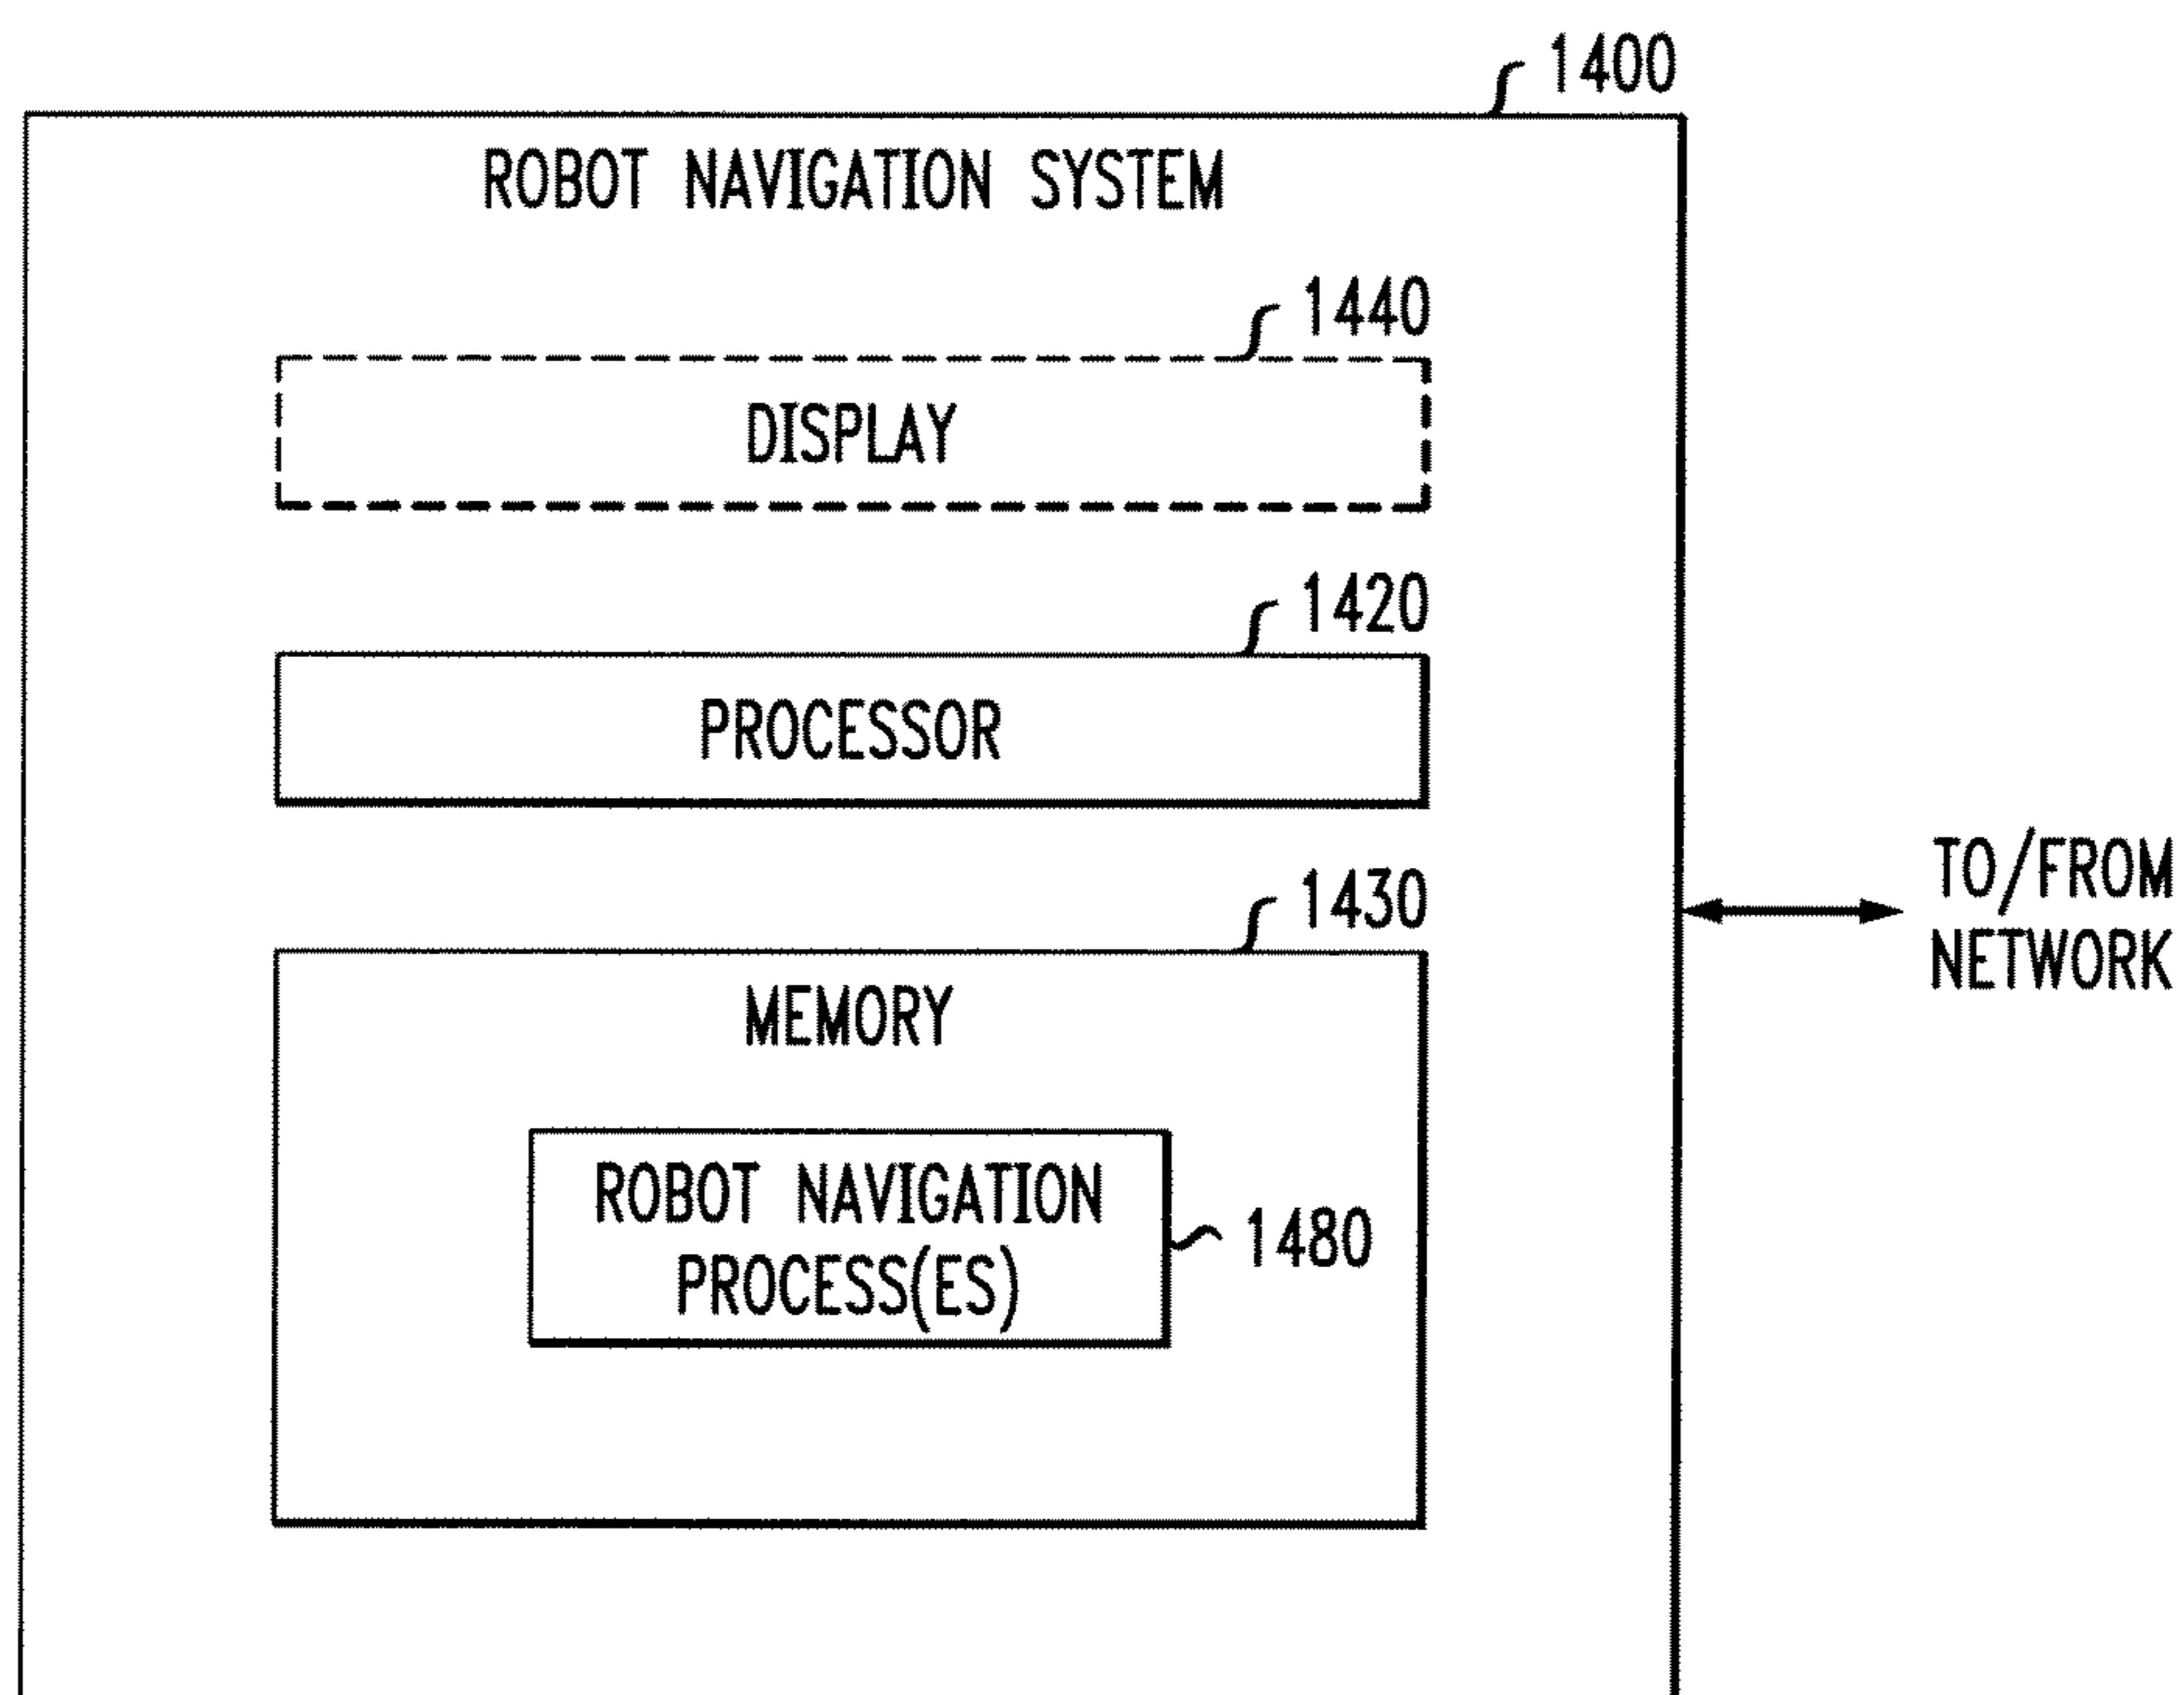 1400
ROBOT NAVIGATION SYSTEM
1440
DISPLAY
1420
PROCESSOR
1430
MEMORY
ROBOT NAVIGATION
PROCESS(ES)
1480
TO/FROM
NETWORK